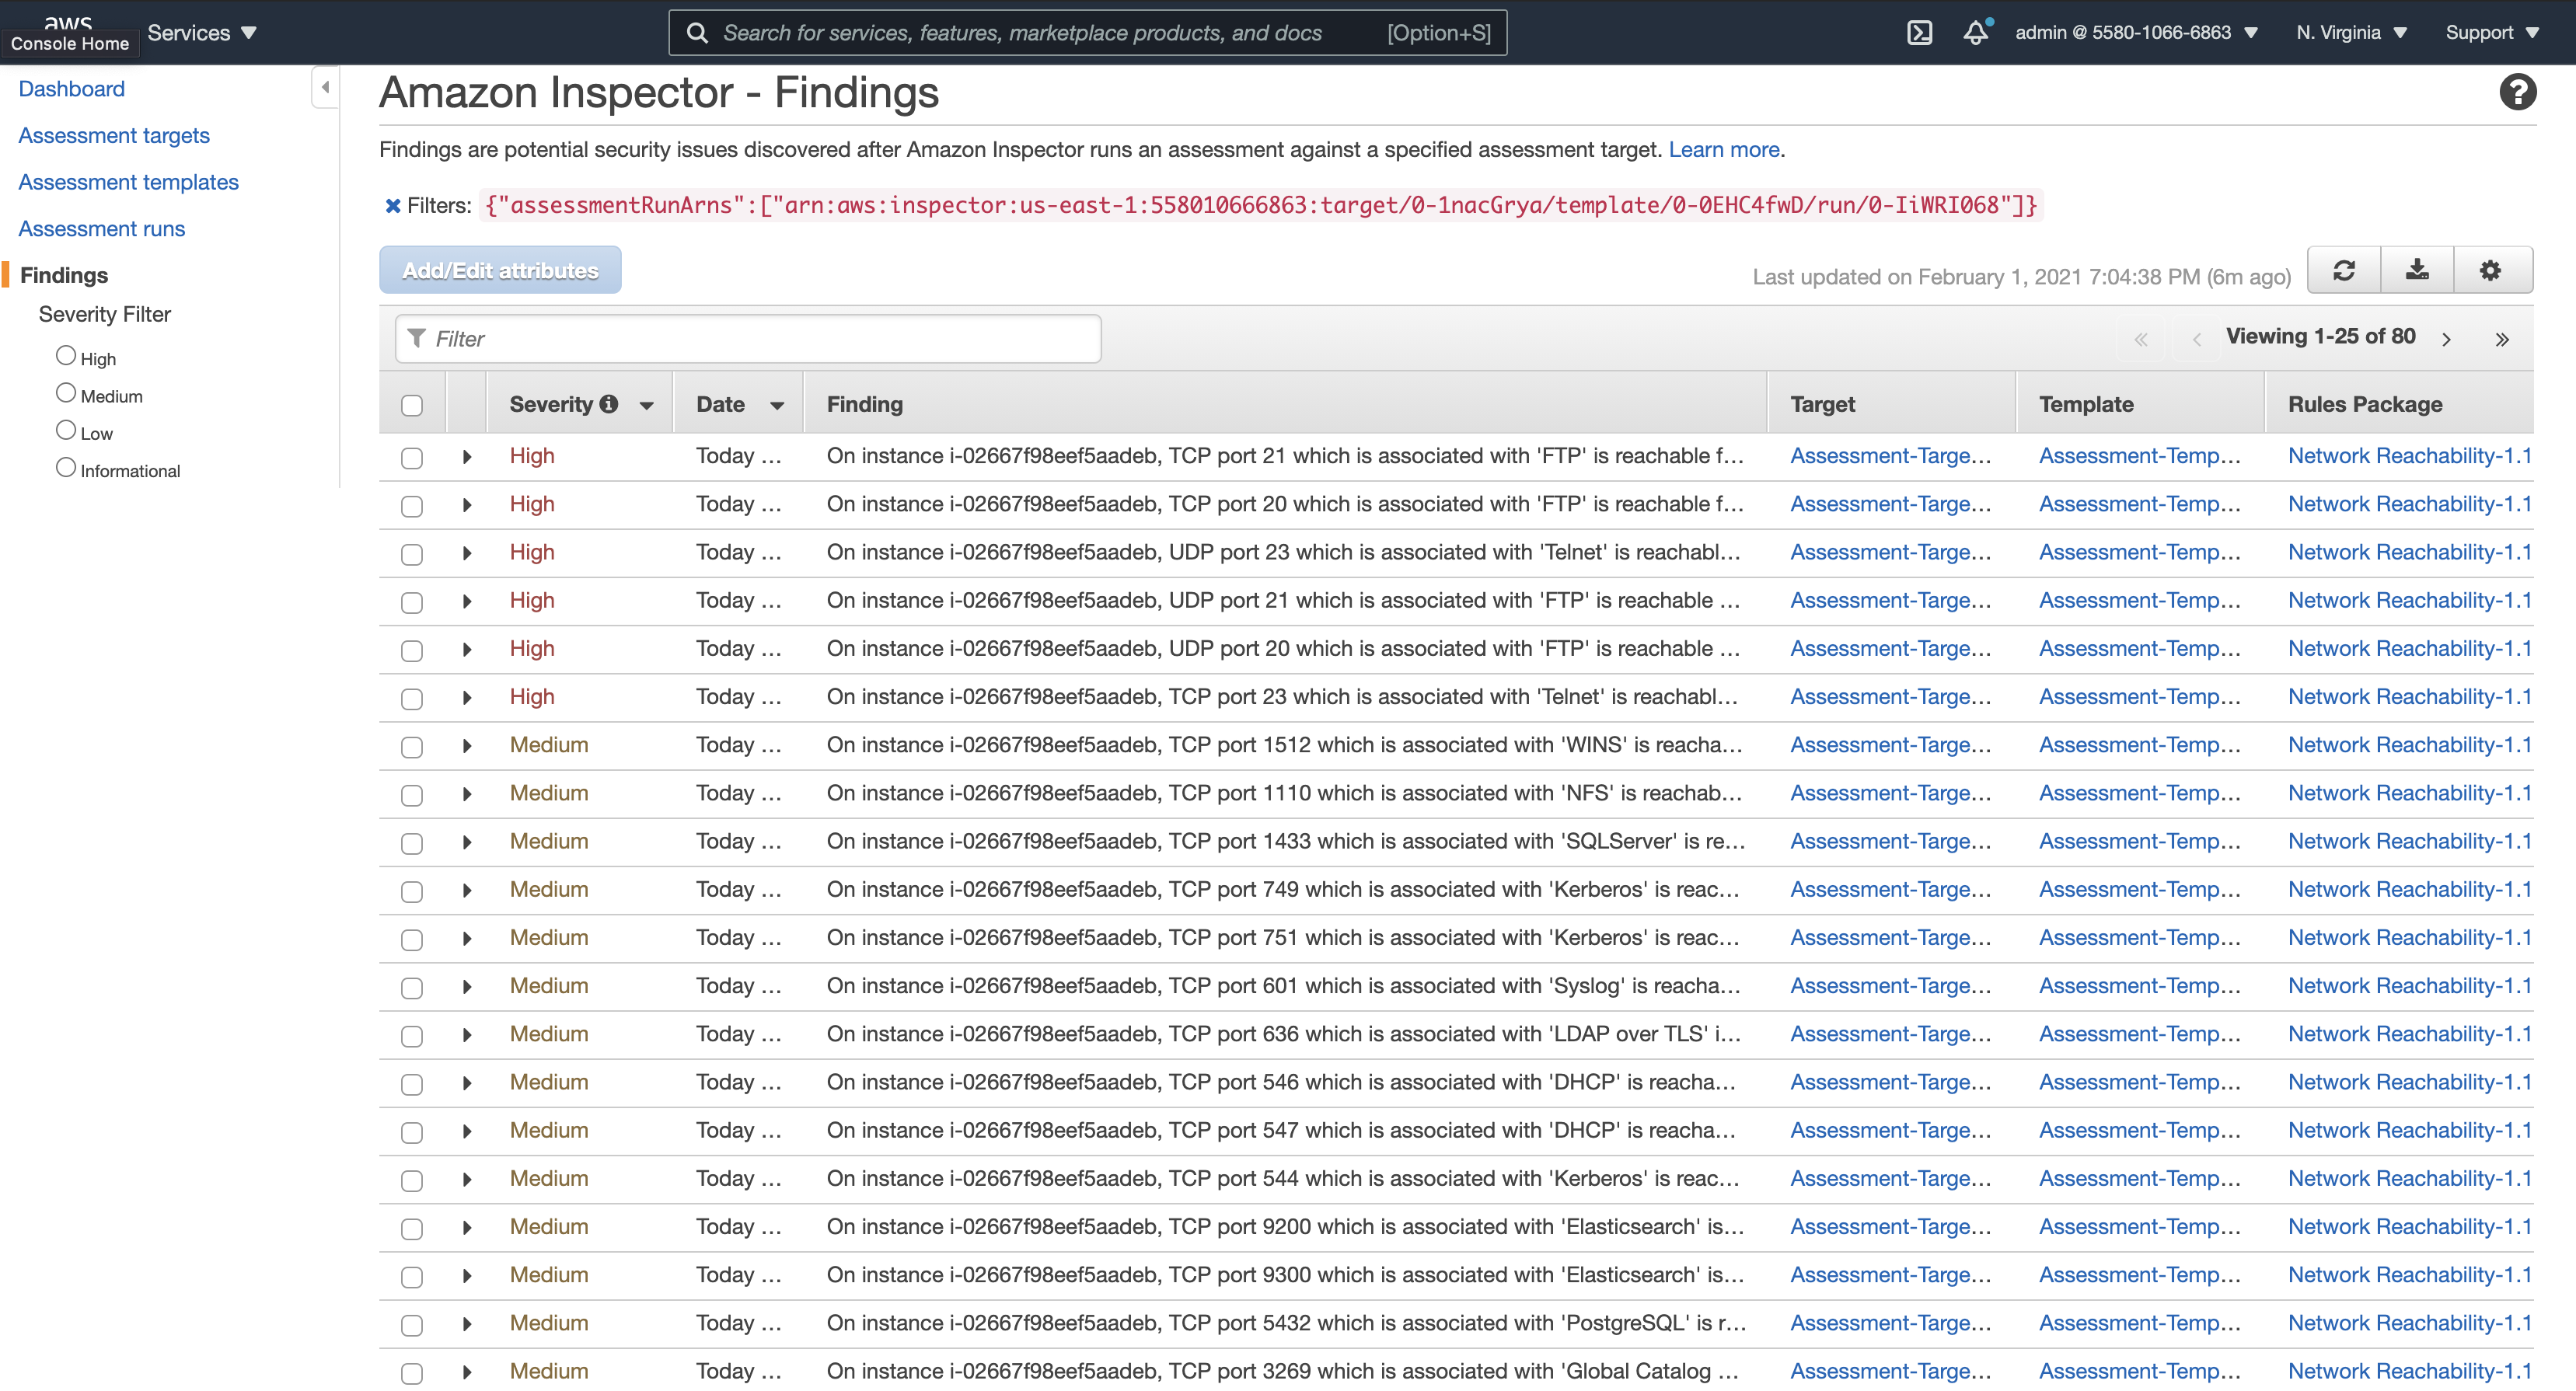 aws
Console Home
Services
Search for services, features, marketplace products, and docs [Option+S]
admin @ 5580-1066-6863
N. Virginia
Support
Dashboard
Assessment targets
Assessment templates
Assessment runs
Findings
Severity Filter
High
Medium
Low
Informational
Amazon Inspector - Findings
Findings are potential security issues discovered after Amazon Inspector runs an assessment against a specified assessment target. Learn more.
Filters: {"assessmentRunArns":["arn:aws:inspector:us-east-1:558010666863:target/0-1nacGrya/template/0-0EHC4fwD/run/0-IiWRI068"]}
Add/Edit attributes
Last updated on February 1, 2021 7:04:38 PM (6m ago)
Filter
Viewing 1-25 of 80
Severity Date Finding Target Template Rules Package
High Today ... On instance i-02667f98eef5aadeb, TCP port 21 which is associated with 'FTP' is reachable f... Assessment-Targe... Assessment-Temp... Network Reachability-1.1
High Today ... On instance i-02667f98eef5aadeb, TCP port 20 which is associated with 'FTP' is reachable f... Assessment-Targe... Assessment-Temp... Network Reachability-1.1
High Today ... On instance i-02667f98eef5aadeb, UDP port 23 which is associated with 'Telnet' is reachabl... Assessment-Targe... Assessment-Temp... Network Reachability-1.1
High Today ... On instance i-02667f98eef5aadeb, UDP port 21 which is associated with 'FTP' is reachable ... Assessment-Targe... Assessment-Temp... Network Reachability-1.1
High Today ... On instance i-02667f98eef5aadeb, UDP port 20 which is associated with 'FTP' is reachable ... Assessment-Targe... Assessment-Temp... Network Reachability-1.1
High Today ... On instance i-02667f98eef5aadeb, TCP port 23 which is associated with 'Telnet' is reachabl... Assessment-Targe... Assessment-Temp... Network Reachability-1.1
Medium Today ... On instance i-02667f98eef5aadeb, TCP port 1512 which is associated with 'WINS' is reacha... Assessment-Targe... Assessment-Temp... Network Reachability-1.1
Medium Today ... On instance i-02667f98eef5aadeb, TCP port 1110 which is associated with 'NFS' is reachab... Assessment-Targe... Assessment-Temp... Network Reachability-1.1
Medium Today ... On instance i-02667f98eef5aadeb, TCP port 1433 which is associated with 'SQLServer' is re... Assessment-Targe... Assessment-Temp... Network Reachability-1.1
Medium Today ... On instance i-02667f98eef5aadeb, TCP port 749 which is associated with 'Kerberos' is reac... Assessment-Targe... Assessment-Temp... Network Reachability-1.1
Medium Today ... On instance i-02667f98eef5aadeb, TCP port 751 which is associated with 'Kerberos' is reac... Assessment-Targe... Assessment-Temp... Network Reachability-1.1
Medium Today ... On instance i-02667f98eef5aadeb, TCP port 601 which is associated with 'Syslog' is reacha... Assessment-Targe... Assessment-Temp... Network Reachability-1.1
Medium Today ... On instance i-02667f98eef5aadeb, TCP port 636 which is associated with 'LDAP over TLS' i... Assessment-Targe... Assessment-Temp... Network Reachability-1.1
Medium Today ... On instance i-02667f98eef5aadeb, TCP port 546 which is associated with 'DHCP' is reacha... Assessment-Targe... Assessment-Temp... Network Reachability-1.1
Medium Today ... On instance i-02667f98eef5aadeb, TCP port 547 which is associated with 'DHCP' is reacha... Assessment-Targe... Assessment-Temp... Network Reachability-1.1
Medium Today ... On instance i-02667f98eef5aadeb, TCP port 544 which is associated with 'Kerberos' is reac... Assessment-Targe... Assessment-Temp... Network Reachability-1.1
Medium Today ... On instance i-02667f98eef5aadeb, TCP port 9200 which is associated with 'Elasticsearch' is... Assessment-Targe... Assessment-Temp... Network Reachability-1.1
Medium Today ... On instance i-02667f98eef5aadeb, TCP port 9300 which is associated with 'Elasticsearch' is... Assessment-Targe... Assessment-Temp... Network Reachability-1.1
Medium Today ... On instance i-02667f98eef5aadeb, TCP port 5432 which is associated with 'PostgreSQL' is r... Assessment-Targe... Assessment-Temp... Network Reachability-1.1
Medium Today ... On instance i-02667f98eef5aadeb, TCP port 3269 which is associated with 'Global Catalog ... Assessment-Targe... Assessment-Temp... Network Reachability-1.1